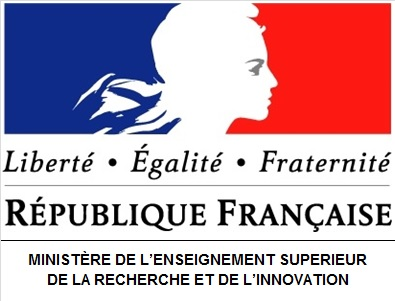 Liberté • Égalité • Fraternité
RÉPUBLIQUE FRANÇAISE
MINISTÈRE DE L’ENSEIGNEMENT SUPERIEUR
DE LA RECHERCHE ET DE L’INNOVATION